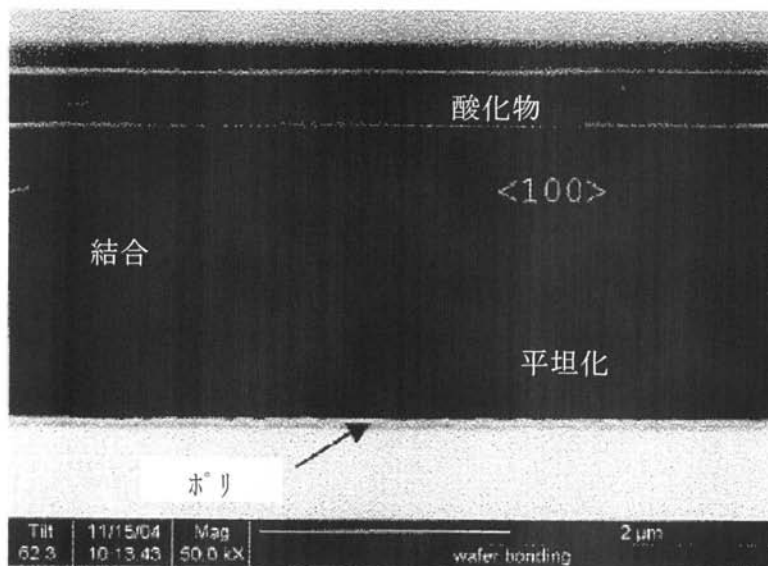 酸化物
<100>
結合
平坦化
ポリ
Tilt 11/15/04 Mag 2 µm
62.3 10:13:43 50.0 kX wafer bonding